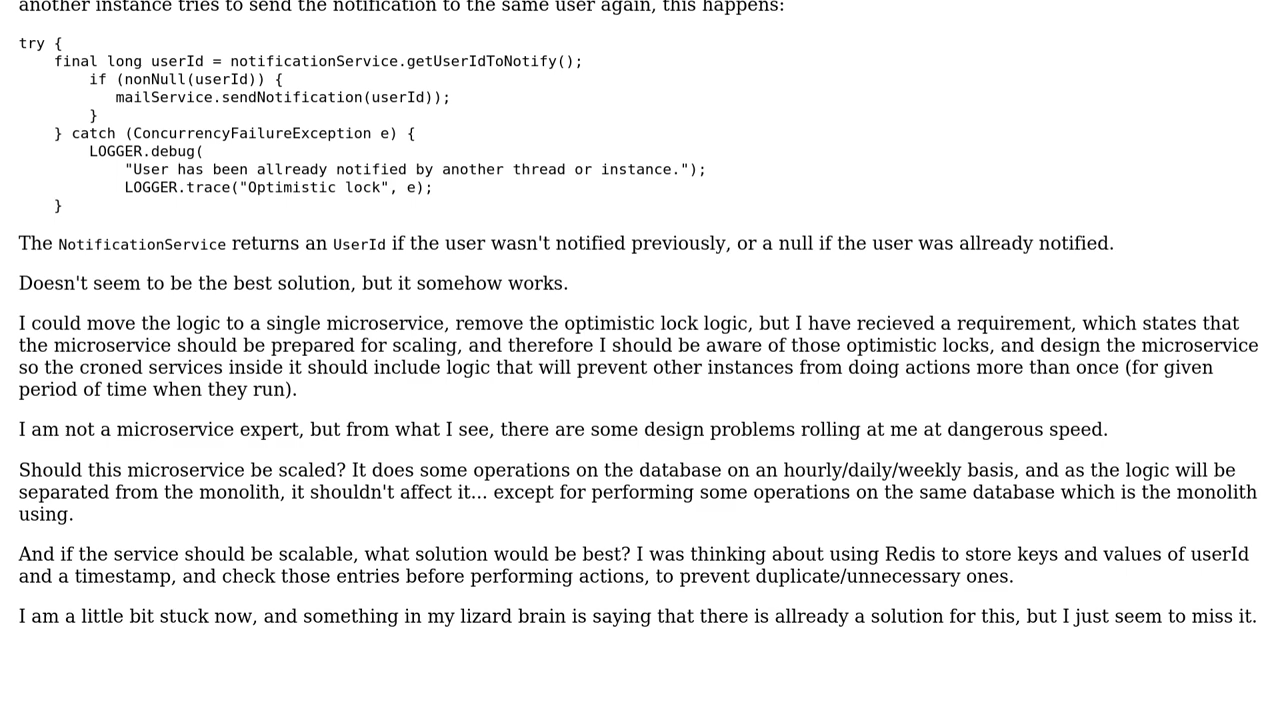 another instance tries to send the notification to the same user again, this happens:
try {
    final long userId = notificationService.getUserIdToNotify();
        if (nonNull(userId)) {
           mailService.sendNotification(userId));
        }
    } catch (ConcurrencyFailureException e) {
        LOGGER.debug(
            "User has been allready notified by another thread or instance.");
            LOGGER.trace("Optimistic lock", e);
    }
The NotificationService returns an UserId if the user wasn't notified previously, or a null if the user was allready notified.
Doesn't seem to be the best solution, but it somehow works.
I could move the logic to a single microservice, remove the optimistic lock logic, but I have recieved a requirement, which states that
the microservice should be prepared for scaling, and therefore I should be aware of those optimistic locks, and design the microservice
so the croned services inside it should include logic that will prevent other instances from doing actions more than once (for given
period of time when they run).
I am not a microservice expert, but from what I see, there are some design problems rolling at me at dangerous speed.
Should this microservice be scaled? It does some operations on the database on an hourly/daily/weekly basis, and as the logic will be
separated from the monolith, it shouldn't affect it... except for performing some operations on the same database which is the monolith
using.
And if the service should be scalable, what solution would be best? I was thinking about using Redis to store keys and values of userId
and a timestamp, and check those entries before performing actions, to prevent duplicate/unnecessary ones.
I am a little bit stuck now, and something in my lizard brain is saying that there is allready a solution for this, but I just seem to miss it.